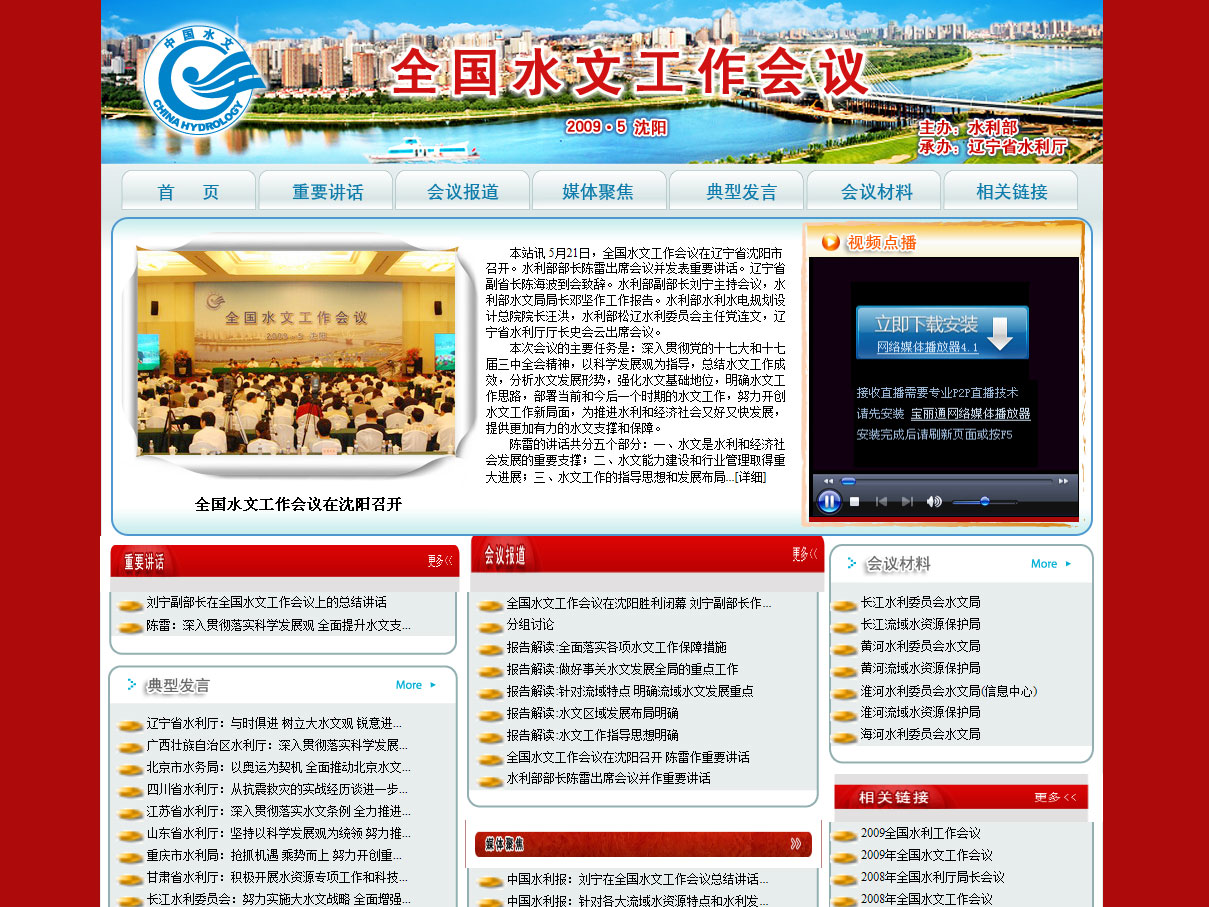 中国水文
CHINA HYDROLOGY
全国水文工作会议
2009·5 沈阳
主办：水利部
承办：辽宁省水利厅
首 页
重要讲话
会议报道
媒体聚焦
典型发言
会议材料
相关链接
全国水文工作会议
2009·5 沈阳
全国水文工作会议在沈阳召开
本站讯 5月21日，全国水文工作会议在辽宁省沈阳市
召开。水利部部长陈雷出席会议并发表重要讲话。辽宁省
副省长陈海波到会致辞。水利部副部长刘宁主持会议，水
利部水文局局长邓坚作工作报告。水利部水利水电规划设
计总院院长汪洪，水利部松辽水利委员会主任党连文，辽
宁省水利厅厅长史会云出席会议。
本次会议的主要任务是：深入贯彻党的十七大和十七
届三中全会精神，以科学发展观为指导，总结水文工作成
效，分析水文发展形势，强化水文基础地位，明确水文工
作思路，部署当前和今后一个时期的水文工作，努力开创
水文工作新局面，为推进水利和经济社会又好又快发展，
提供更加有力的水文支撑和保障。
陈雷的讲话共分五个部分：一、水文是水利和经济社
会发展的重要支撑；二、水文能力建设和行业管理取得重
大进展；三、水文工作的指导思想和发展布局...[详细]
视频点播
立即下载安装
网络媒体播放器4.1
接收直播需要专业P2P直播技术
请先安装 宝丽通网络媒体播放器
安装完成后请刷新页面或按F5
重要讲话
更多<<
刘宁副部长在全国水文工作会议上的总结讲话
陈雷：深入贯彻落实科学发展观 全面提升水文支...
典型发言
More
辽宁省水利厅：与时俱进 树立大水文观 锐意进...
广西壮族自治区水利厅：深入贯彻落实科学发展...
北京市水务局：以奥运为契机 全面推动北京水文...
四川省水利厅：从抗震救灾的实战经历谈进一步...
江苏省水利厅：深入贯彻落实水文条例 全力推进...
山东省水利厅：坚持以科学发展观为统领 努力推...
重庆市水利局：抢抓机遇 乘势而上 努力开创重...
甘肃省水利厅：积极开展水资源专项工作和科技...
长江水利委员会：努力实施大水文战略 全面增强...
会议报道
更多<<
全国水文工作会议在沈阳胜利闭幕 刘宁副部长作...
分组讨论
报告解读:全面落实各项水文工作保障措施
报告解读:做好事关水文发展全局的重点工作
报告解读:针对流域特点 明确流域水文发展重点
报告解读:水文区域发展布局明确
报告解读:水文工作指导思想明确
全国水文工作会议在沈阳召开 陈雷作重要讲话
水利部部长陈雷出席会议并作重要讲话
媒体聚焦
中国水利报：刘宁在全国水文工作会议总结讲话...
中国水利报：针对各大流域水资源特点和水利发...
会议材料
More
长江水利委员会水文局
长江流域水资源保护局
黄河水利委员会水文局
黄河流域水资源保护局
淮河水利委员会水文局(信息中心)
淮河流域水资源保护局
海河水利委员会水文局
相关链接
更多<<
2009全国水利工作会议
2009年全国水文工作会议
2008年全国水利厅局长会议
2008年全国水文工作会议